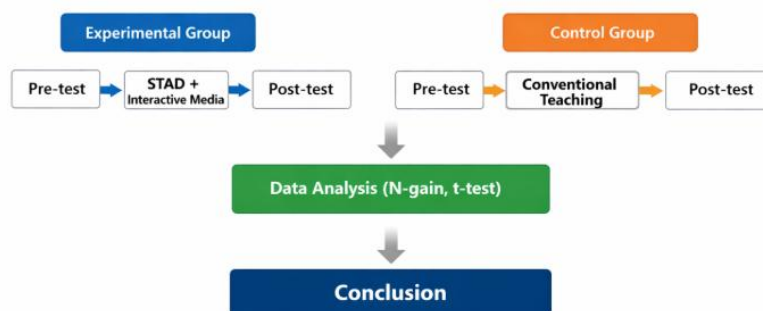 Experimental Group
Control Group
Pre-test
STAD +
Interactive Media
Post-test
Pre-test
Conventional
Teaching
Post-test
Data Analysis (N-gain, t-test)
Conclusion